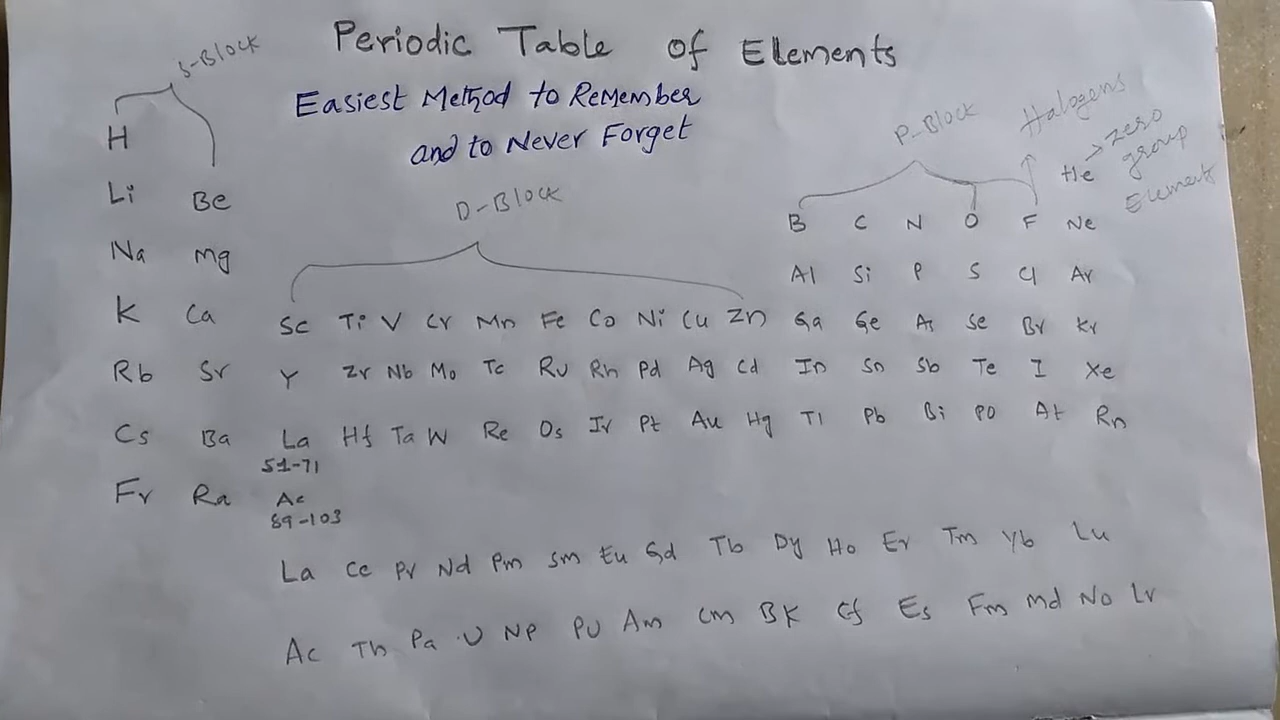 Periodic Table of Elements
Easiest Method to Remember
and to Never Forget
S-Block
D-Block
P-Block
Halogens
zero
group
Element
H He
Li Be B C N O F Ne
Na Mg Al Si P S Cl Ar
K Ca Sc Ti V Cr Mn Fe Co Ni Cu Zn Ga Ge As Se Br Kr
Rb Sr Y Zr Nb Mo Tc Ru Rh Pd Ag Cd In Sn Sb Te I Xe
Cs Ba La Hf Ta W Re Os Ir Pt Au Hg Tl Pb Bi PO At Rn
51-71
Fr Ra Ac
89-103
La Ce Pr Nd Pm Sm Eu Gd Tb Dy Ho Er Tm Yb Lu
Ac Th Pa U NP PU Am Cm BK Cf Es Fm Md No Lr